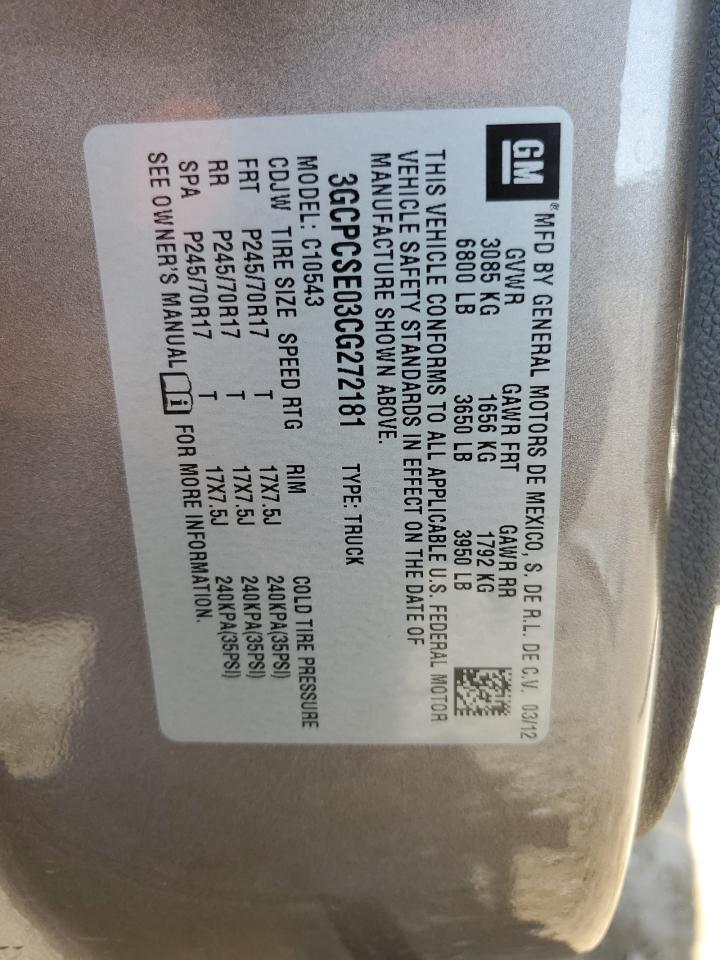 GM
® MFD BY GENERAL MOTORS DE MEXICO, S. DE R.L. DE C.V. 03/12
GVWR GAWR FRT GAWR RR
3085 KG 1656 KG 1792 KG
6800 LB 3650 LB 3950 LB
THIS VEHICLE CONFORMS TO ALL APPLICABLE U.S. FEDERAL MOTOR
VEHICLE SAFETY STANDARDS IN EFFECT ON THE DATE OF
MANUFACTURE SHOWN ABOVE.
3GCPCSE03CG272181 TYPE: TRUCK
MODEL: C10543
CDJW TIRE SIZE SPEED RTG RIM COLD TIRE PRESSURE
FRT P245/70R17 T 17X7.5J 240KPA(35PSI)
RR P245/70R17 T 17X7.5J 240KPA(35PSI)
SPA P245/70R17 T 17X7.5J 240KPA(35PSI)
SEE OWNER'S MANUAL i FOR MORE INFORMATION.